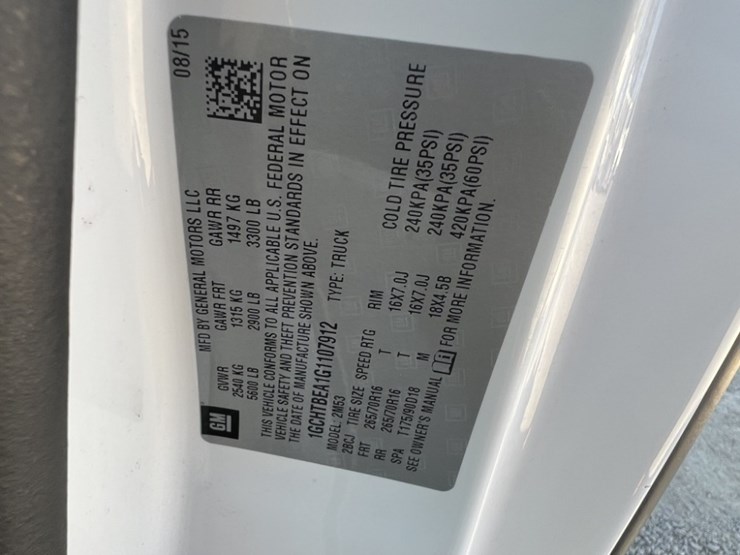 GM
MFD BY GENERAL MOTORS LLC 08/15
GVWR GAWR FRT GAWR RR
2540 KG 1315 KG 1497 KG
5600 LB 2900 LB 3300 LB
THIS VEHICLE CONFORMS TO ALL APPLICABLE U.S. FEDERAL MOTOR
VEHICLE SAFETY AND THEFT PREVENTION STANDARDS IN EFFECT ON
THE DATE OF MANUFACTURE SHOWN ABOVE.
1GCHTBEA1G1107912 TYPE: TRUCK
MODEL: 2M53
2BCJ TIRE SIZE SPEED RTG RIM COLD TIRE PRESSURE
FRT 265/70R16 T 16X7.0J 240KPA(35PSI)
RR 265/70R16 T 16X7.0J 240KPA(35PSI)
SPA T175/90D18 M 18X4.5B 420KPA(60PSI)
SEE OWNER'S MANUAL FOR MORE INFORMATION.